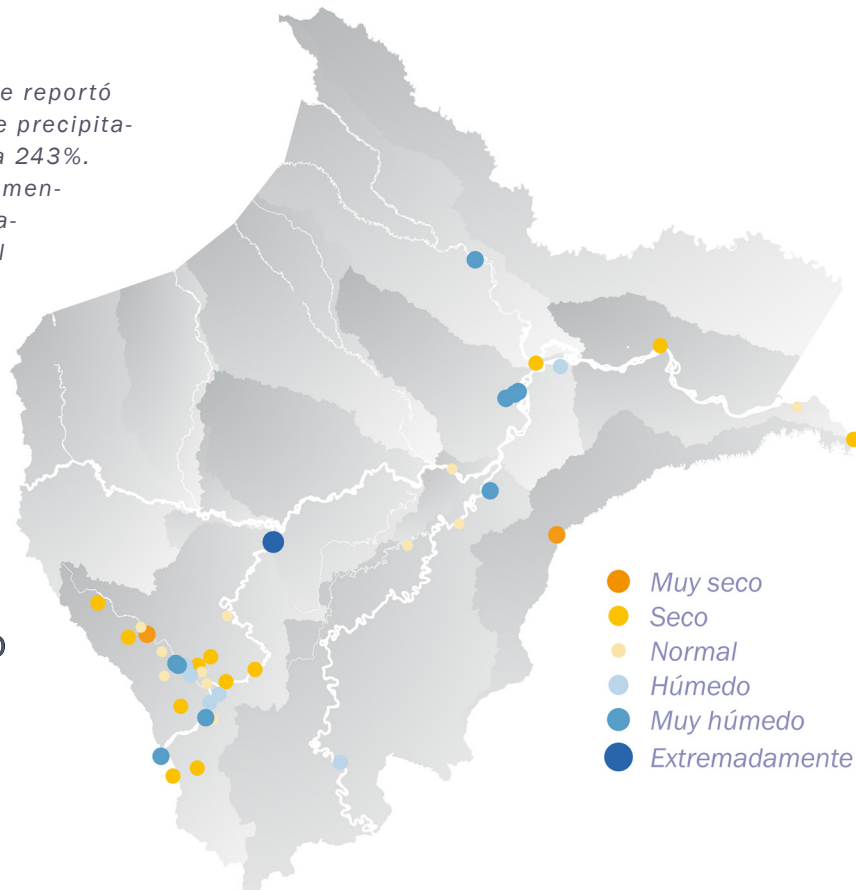 e reportó
e precipita-
a 243%.
men-
a-
l
Muy seco
Seco
Normal
Húmedo
Muy húmedo
Extremadamente